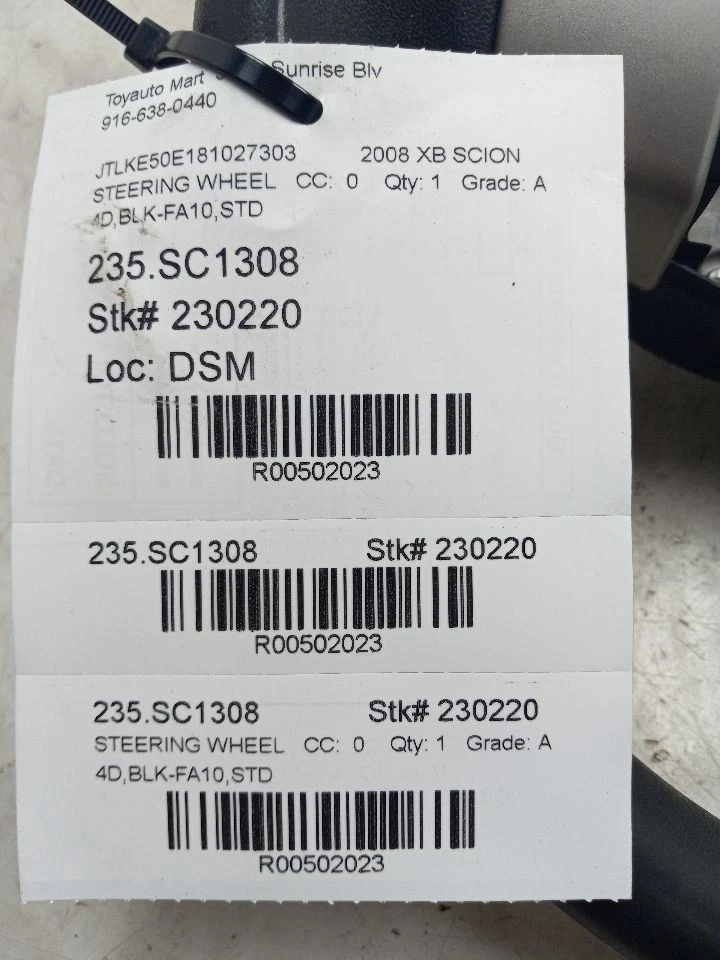 Toyauto Mart Sunrise Blv
916-638-0440
JTLKE50E181027303 2008 XB SCION
STEERING WHEEL CC: 0 Qty: 1 Grade: A
4D,BLK-FA10,STD
235.SC1308
Stk# 230220
Loc: DSM
R00502023
235.SC1308 Stk# 230220
R00502023
235.SC1308 Stk# 230220
STEERING WHEEL CC: 0 Qty: 1 Grade: A
4D,BLK-FA10,STD
R00502023